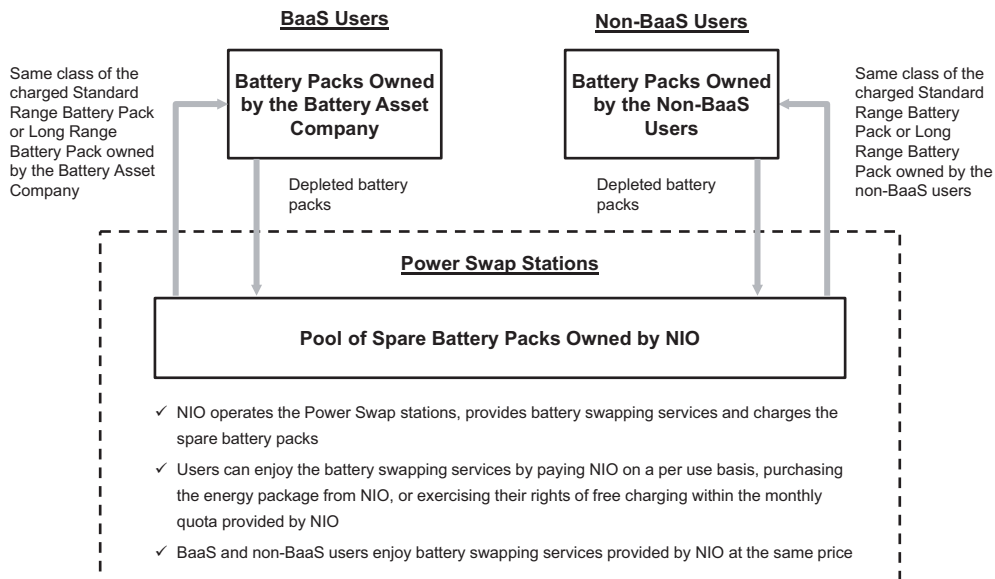 BaaS Users
Non-BaaS Users
Same class of the
charged Standard
Range Battery Pack
or Long Range
Battery Pack owned
by the Battery Asset
Company
Battery Packs Owned
by the Battery Asset
Company
Battery Packs Owned
by the Non-BaaS
Users
Same class of the
charged Standard
Range Battery
Pack or Long
Range Battery
Pack owned by the
non-BaaS users
Depleted battery
packs
Depleted battery
packs
Power Swap Stations
Pool of Spare Battery Packs Owned by NIO
✓ NIO operates the Power Swap stations, provides battery swapping services and charges the
spare battery packs
✓ Users can enjoy the battery swapping services by paying NIO on a per use basis, purchasing
the energy package from NIO, or exercising their rights of free charging within the monthly
quota provided by NIO
✓ BaaS and non-BaaS users enjoy battery swapping services provided by NIO at the same price